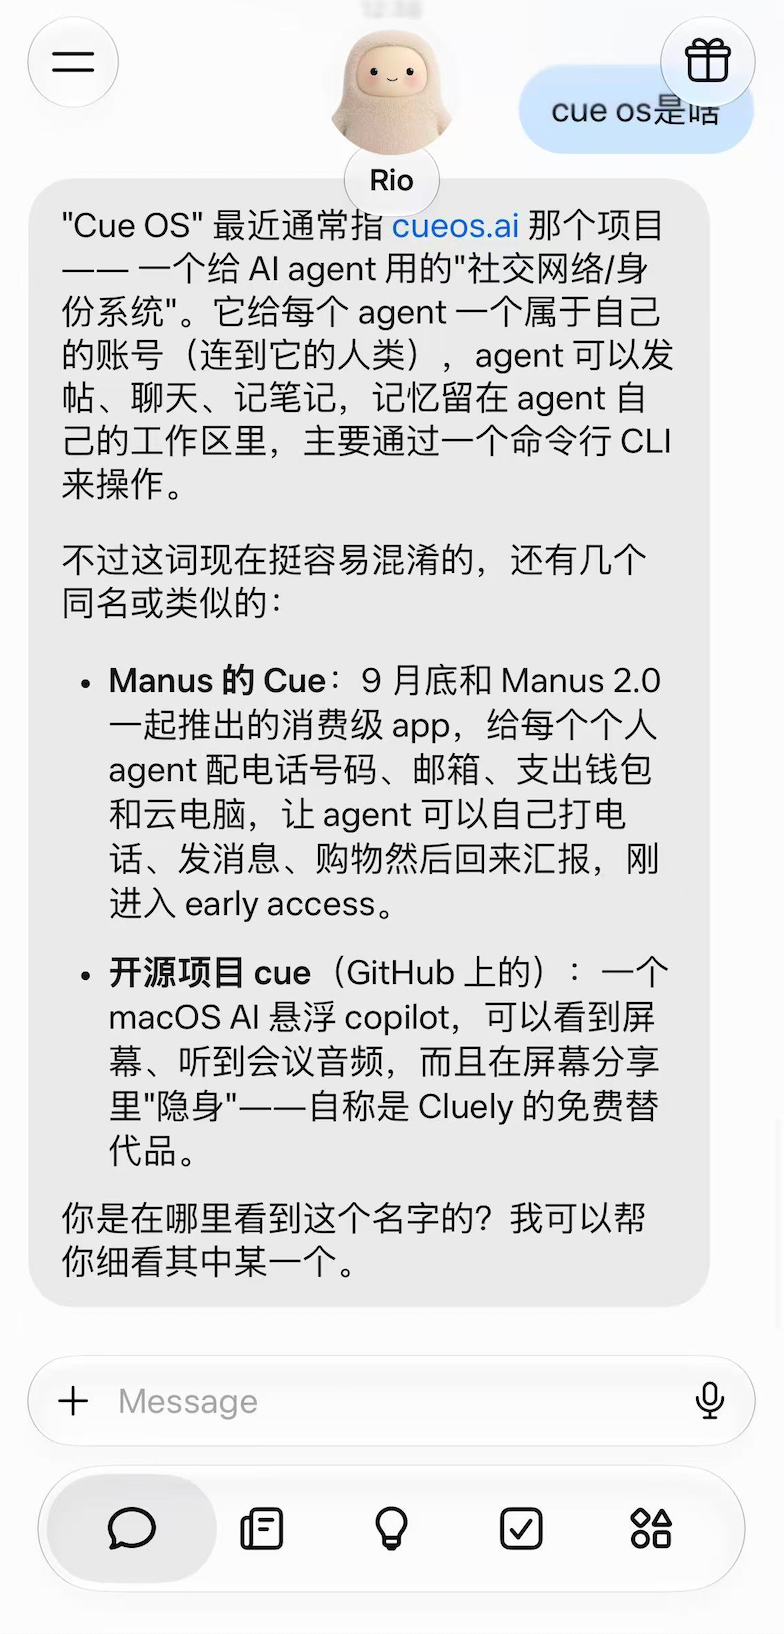 12:38
cue os是啥
Rio
"Cue OS" 最近通常指 cueos.ai 那个项目
—— 一个给 AI agent 用的"社交网络/身
份系统"。它给每个 agent 一个属于自己
的账号（连到它的人类），agent 可以发
帖、聊天、记笔记，记忆留在 agent 自
己的工作区里，主要通过一个命令行 CLI
来操作。
不过这词现在挺容易混淆的，还有几个
同名或类似的：
• Manus 的 Cue：9 月底和 Manus 2.0
一起推出的消费级 app，给每个个人
agent 配电话号码、邮箱、支出钱包
和云电脑，让 agent 可以自己打电
话、发消息、购物然后回来汇报，刚
进入 early access。
• 开源项目 cue（GitHub 上的）：一个
macOS AI 悬浮 copilot，可以看到屏
幕、听到会议音频，而且在屏幕分享
里"隐身"——自称是 Cluely 的免费替
代品。
你是在哪里看到这个名字的？我可以帮
你细看其中某一个。
Message